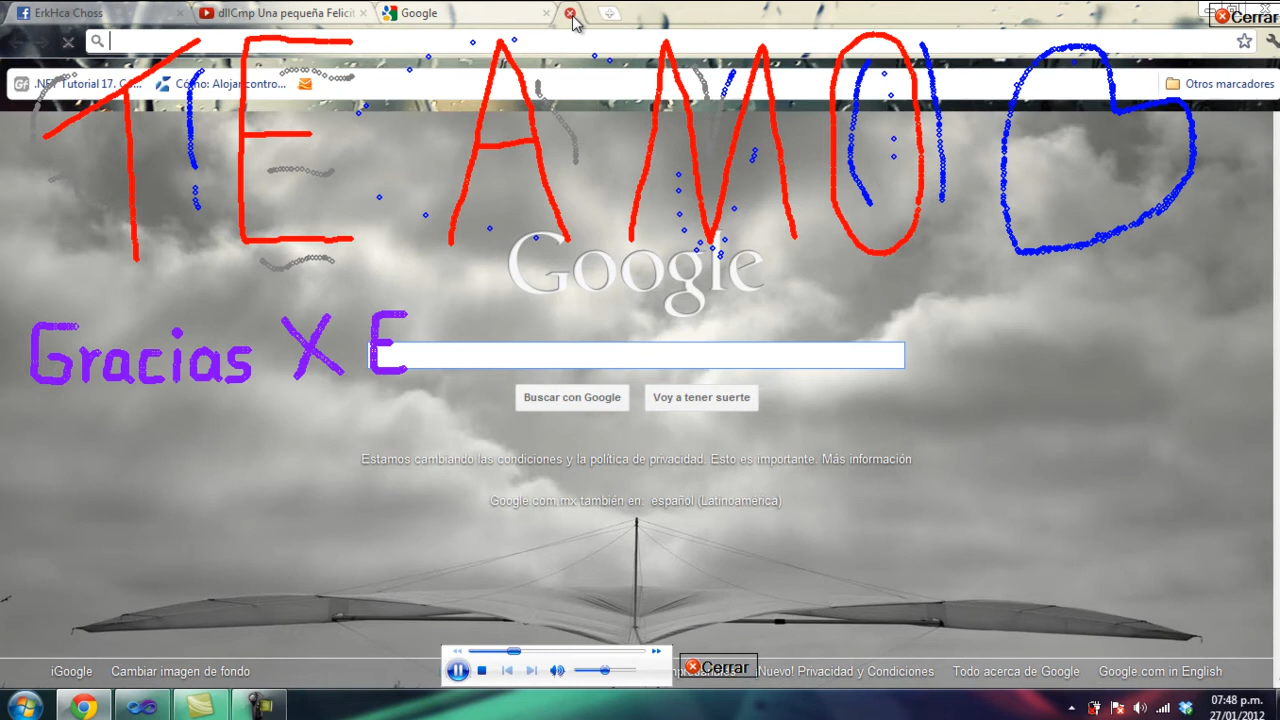 ErkHca Choss
dllCmp Una pequeña Felicit
Google
Cerrar
.NEF Tutorial 17. C
Cómo: Alojar contro...
Otros marcadores
TE AMO
Google
Gracias X E
Buscar con Google
Voy a tener suerte
Estamos cambiando las condiciones y la política de privacidad. Esto es importante. Más información
Google.com.mx también en: español (Latinoamérica)
iGoogle
Cambiar imagen de fondo
Cerrar
¡Nuevo! Privacidad y Condiciones
Todo acerca de Google
Google.com in English
07:48 p.m.
27/01/2012